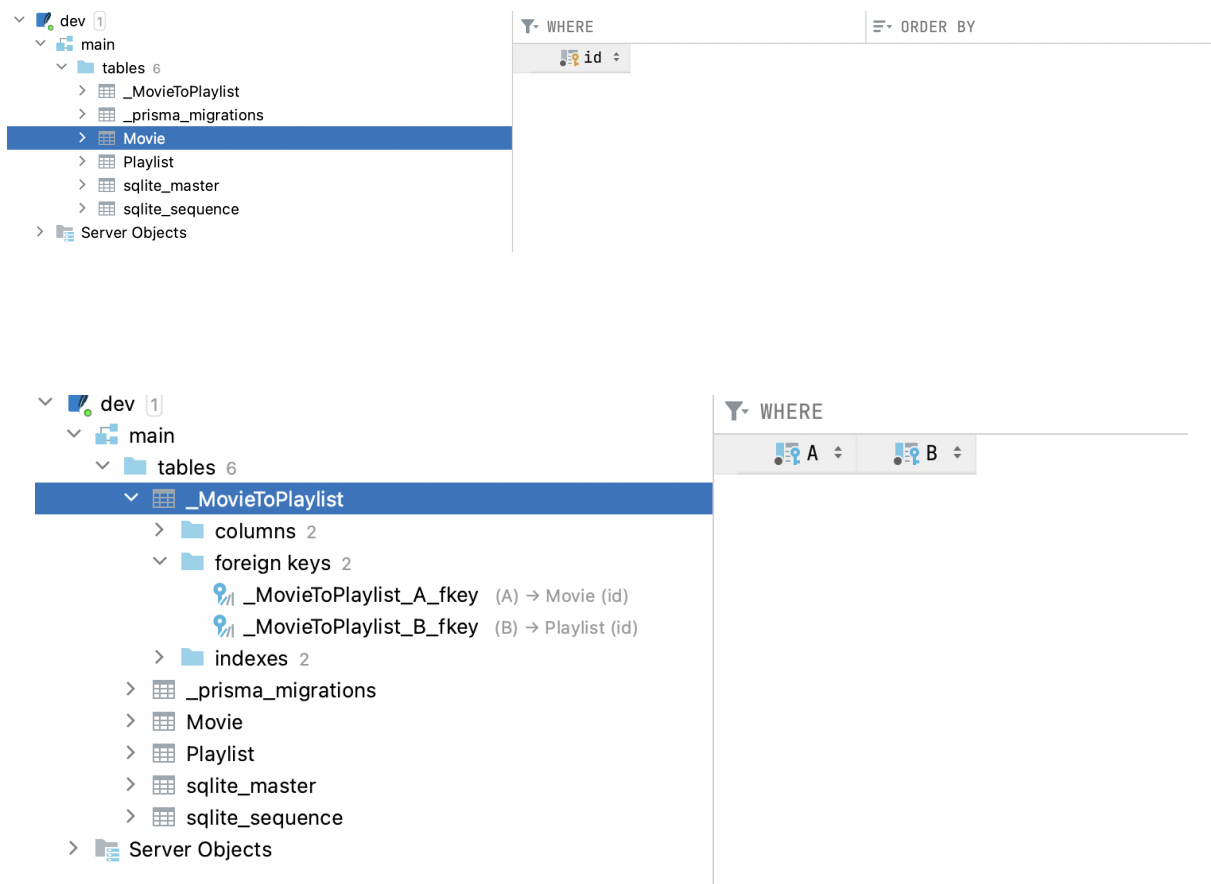 dev 1
main
tables 6
_MovieToPlaylist
_prisma_migrations
Movie
Playlist
sqlite_master
sqlite_sequence
Server Objects
WHERE
ORDER BY
id
dev 1
main
tables 6
_MovieToPlaylist
columns 2
foreign keys 2
_MovieToPlaylist_A_fkey (A) → Movie (id)
_MovieToPlaylist_B_fkey (B) → Playlist (id)
indexes 2
_prisma_migrations
Movie
Playlist
sqlite_master
sqlite_sequence
Server Objects
WHERE
A B